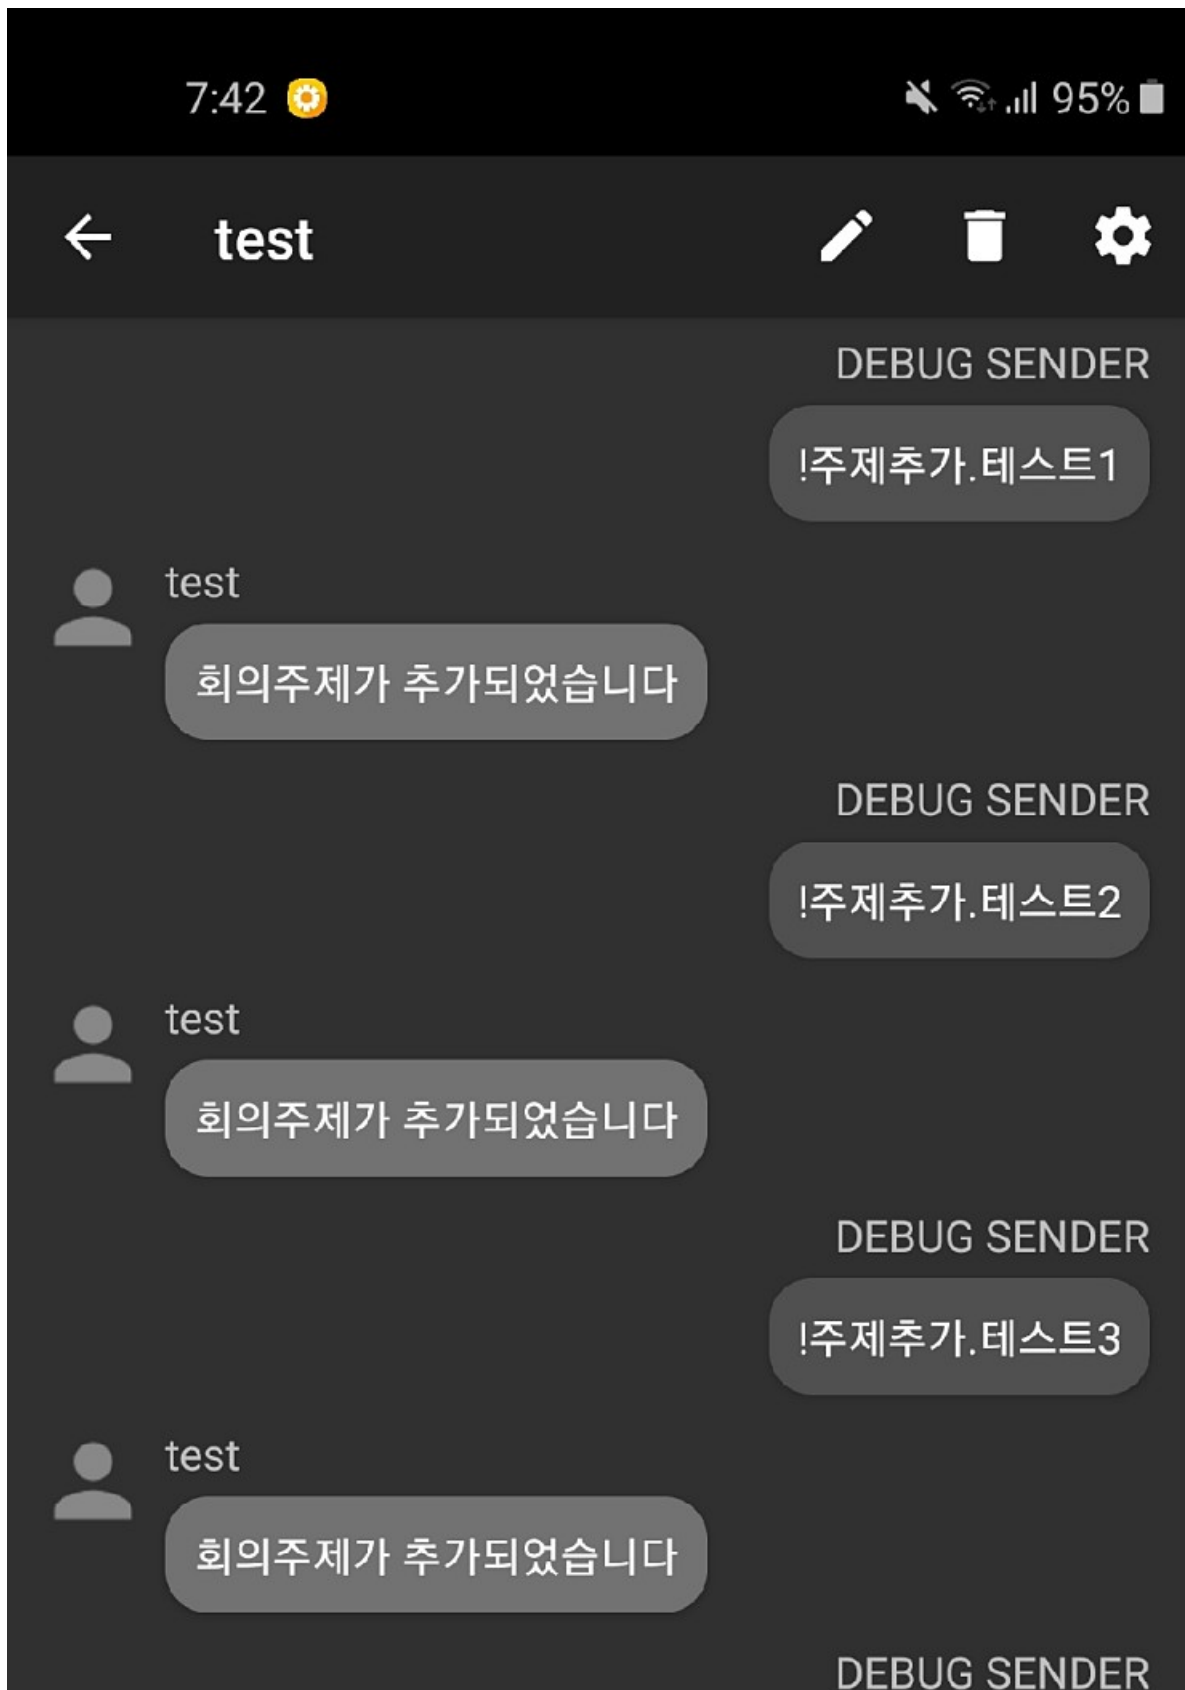 7:42 95%
test
DEBUG SENDER
!주제추가.테스트1
test
회의주제가 추가되었습니다
DEBUG SENDER
!주제추가.테스트2
test
회의주제가 추가되었습니다
DEBUG SENDER
!주제추가.테스트3
test
회의주제가 추가되었습니다
DEBUG SENDER